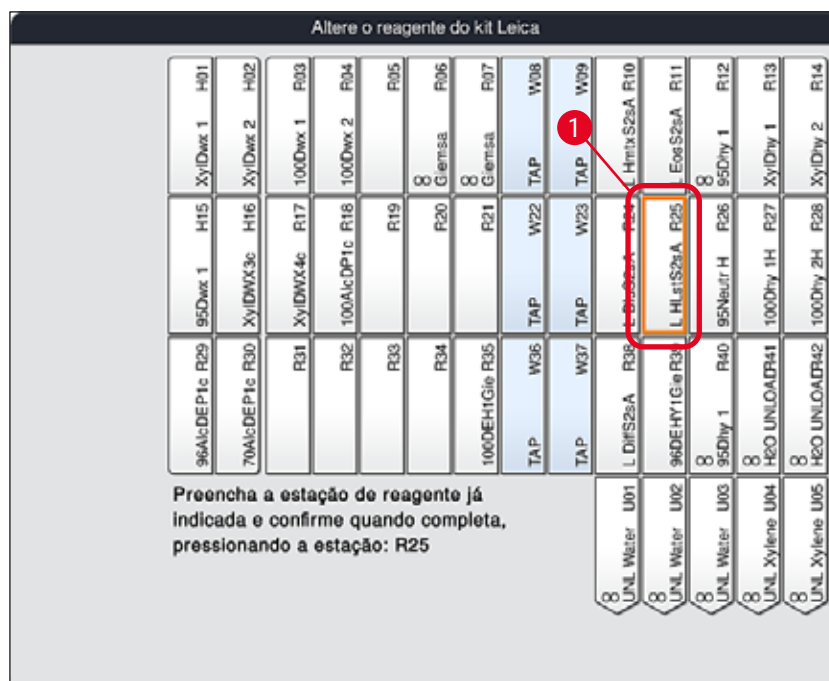 Altere o reagente do kit Leica
XylDwx 1 H01
XylDwx 2 H02
100Dwx 1 R03
100Dwx 2 R04
R05
∞ Giemsa R06
∞ Giemsa R07
TAP W08
TAP W09
L HmtxS2sA R10
L EosS2sA R11
∞ 95Dhy 1 R12
XylDhy 1 R13
XylDhy 2 R14
1
95Dwx 1 H15
XylDWX3c H16
XylDWX4c R17
100AlcDP1c R18
R19
R20
R21
TAP W22
TAP W23
L R24
L HLstS2sA R25
95Neutr H R26
100Dhy 1H R27
100Dhy 2H R28
96AlcDEP1c R29
70AlcDEP1c R30
R31
R32
R33
R34
100DEH1Gie R35
TAP W36
TAP W37
L DiffS2sA R38
96DEHY1Gie R39
∞ 95Dhy 1 R40
∞ H2O UNLOAD R41
∞ H2O UNLOAD R42
Preencha a estação de reagente já
indicada e confirme quando completa,
pressionando a estação: R25
∞ UNL Water U01
∞ UNL Water U02
∞ UNL Water U03
∞ UNL Xylene U04
∞ UNL Xylene U05